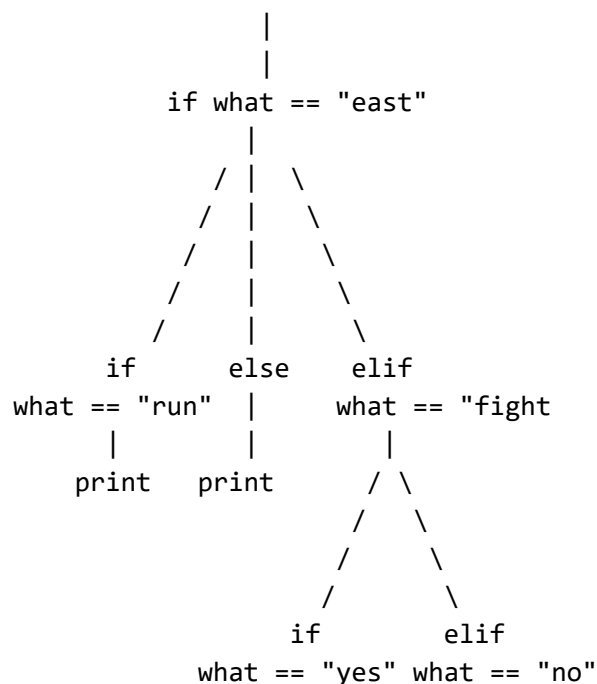 if what == "east"
if else elif
what == "run" what == "fight
print print
if elif
what == "yes" what == "no"